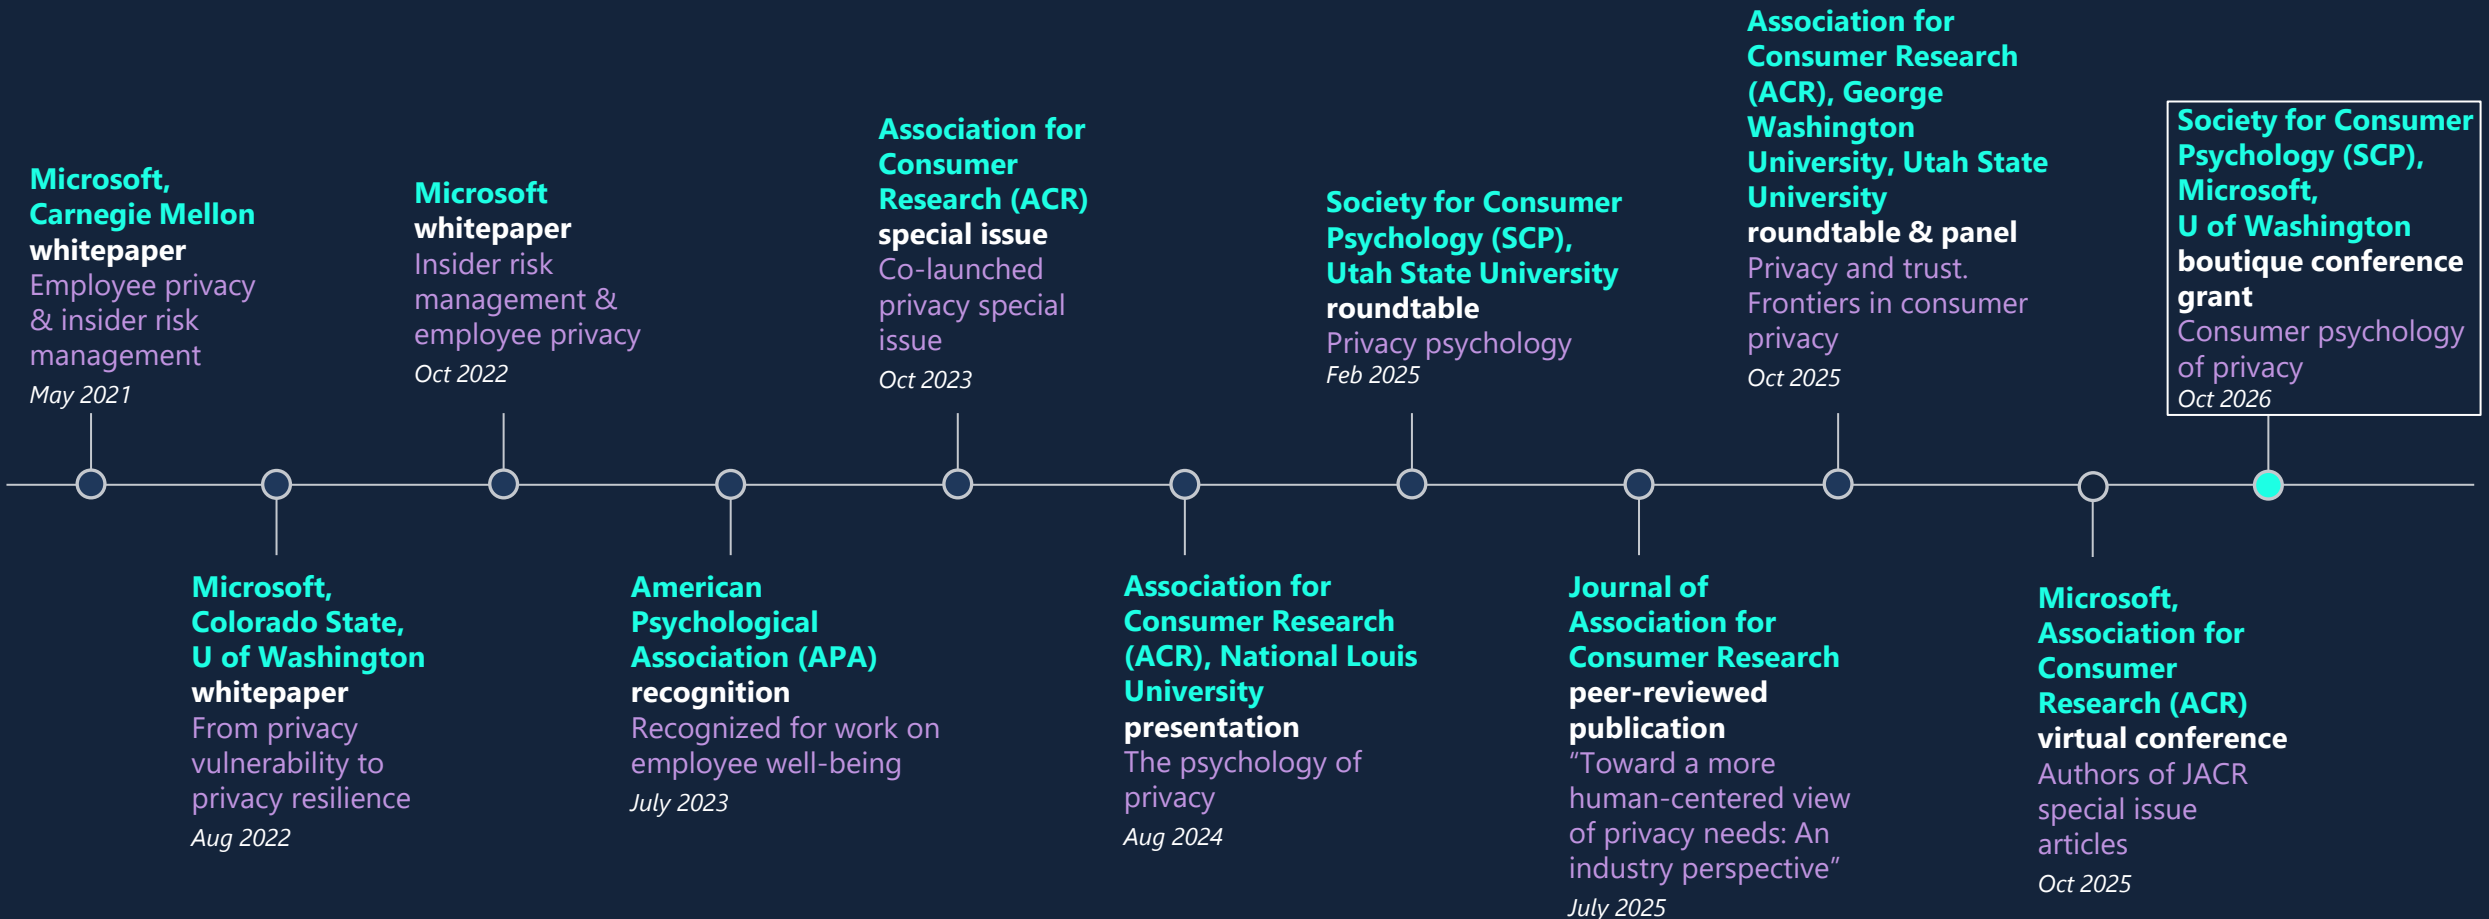 Microsoft,
Carnegie Mellon
whitepaper
Employee privacy
& insider risk
management
May 2021
Microsoft,
Colorado State,
U of Washington
whitepaper
From privacy
vulnerability to
privacy resilience
Aug 2022
Microsoft
whitepaper
Insider risk
management &
employee privacy
Oct 2022
American
Psychological
Association (APA)
recognition
Recognized for work on
employee well-being
July 2023
Association for
Consumer
Research (ACR)
special issue
Co-launched
privacy special
issue
Oct 2023
Association for
Consumer Research
(ACR), National Louis
University
presentation
The psychology of
privacy
Aug 2024
Society for Consumer
Psychology (SCP),
Utah State University
roundtable
Privacy psychology
Feb 2025
Journal of
Association for
Consumer Research
peer-reviewed
publication
“Toward a more
human-centered view
of privacy needs: An
industry perspective”
July 2025
Association for
Consumer Research
(ACR), George
Washington
University, Utah State
University
roundtable & panel
Privacy and trust.
Frontiers in consumer
privacy
Oct 2025
Microsoft,
Association for
Consumer
Research (ACR)
virtual conference
Authors of JACR
special issue
articles
Oct 2025
Society for Consumer
Psychology (SCP),
Microsoft,
U of Washington
boutique conference
grant
Consumer psychology
of privacy
Oct 2026